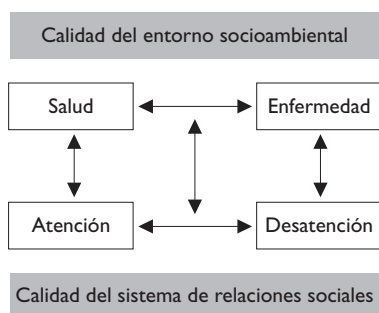 Calidad del entorno socioambiental
Salud
Enfermedad
Atención
Desatención
Calidad del sistema de relaciones sociales